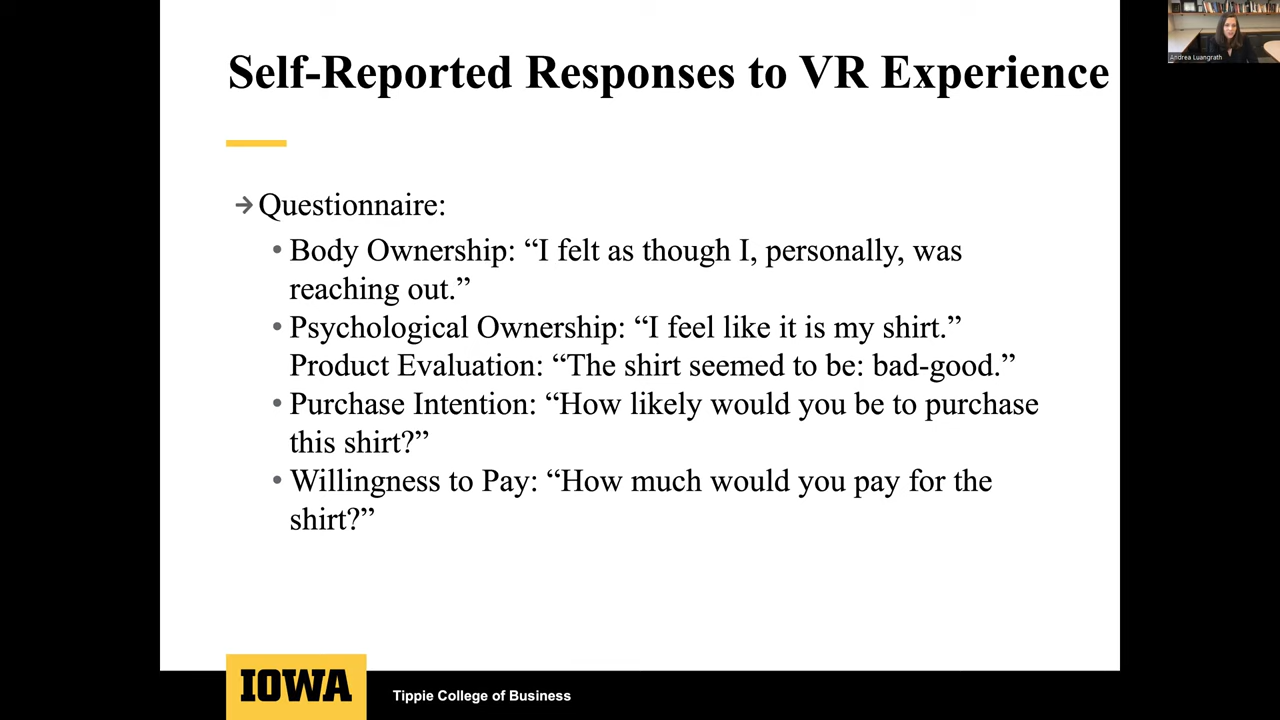 Self-Reported Responses to VR Experience
Andrea Luangrath
→ Questionnaire:
• Body Ownership: “I felt as though I, personally, was
reaching out.”
• Psychological Ownership: “I feel like it is my shirt.”
Product Evaluation: “The shirt seemed to be: bad-good.”
• Purchase Intention: “How likely would you be to purchase
this shirt?”
• Willingness to Pay: “How much would you pay for the
shirt?”
IOWA
Tippie College of Business